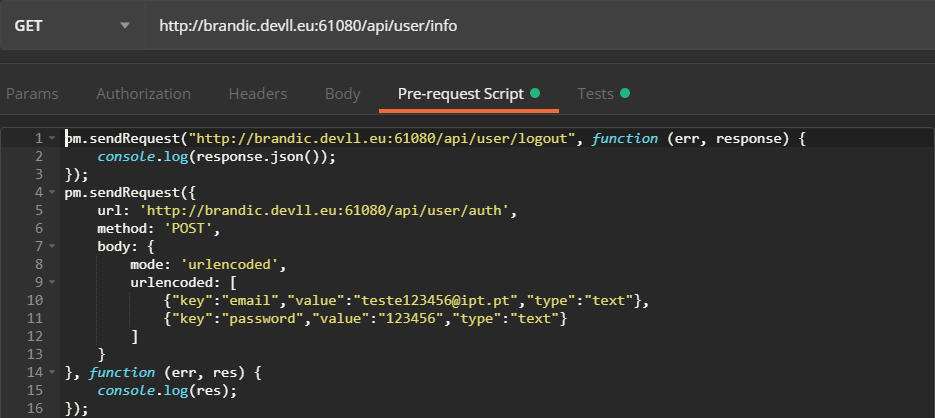 GET http://brandic.devll.eu:61080/api/user/info
Params Authorization Headers Body Pre-request Script Tests
1 pm.sendRequest("http://brandic.devll.eu:61080/api/user/logout", function (err, response) {
2     console.log(response.json());
3 });
4 pm.sendRequest({
5     url: 'http://brandic.devll.eu:61080/api/user/auth',
6     method: 'POST',
7     body: {
8         mode: 'urlencoded',
9         urlencoded: [
10             {"key":"email","value":"teste123456@ipt.pt","type":"text"},
11             {"key":"password","value":"123456","type":"text"}
12         ]
13     }
14 }, function (err, res) {
15     console.log(res);
16 });